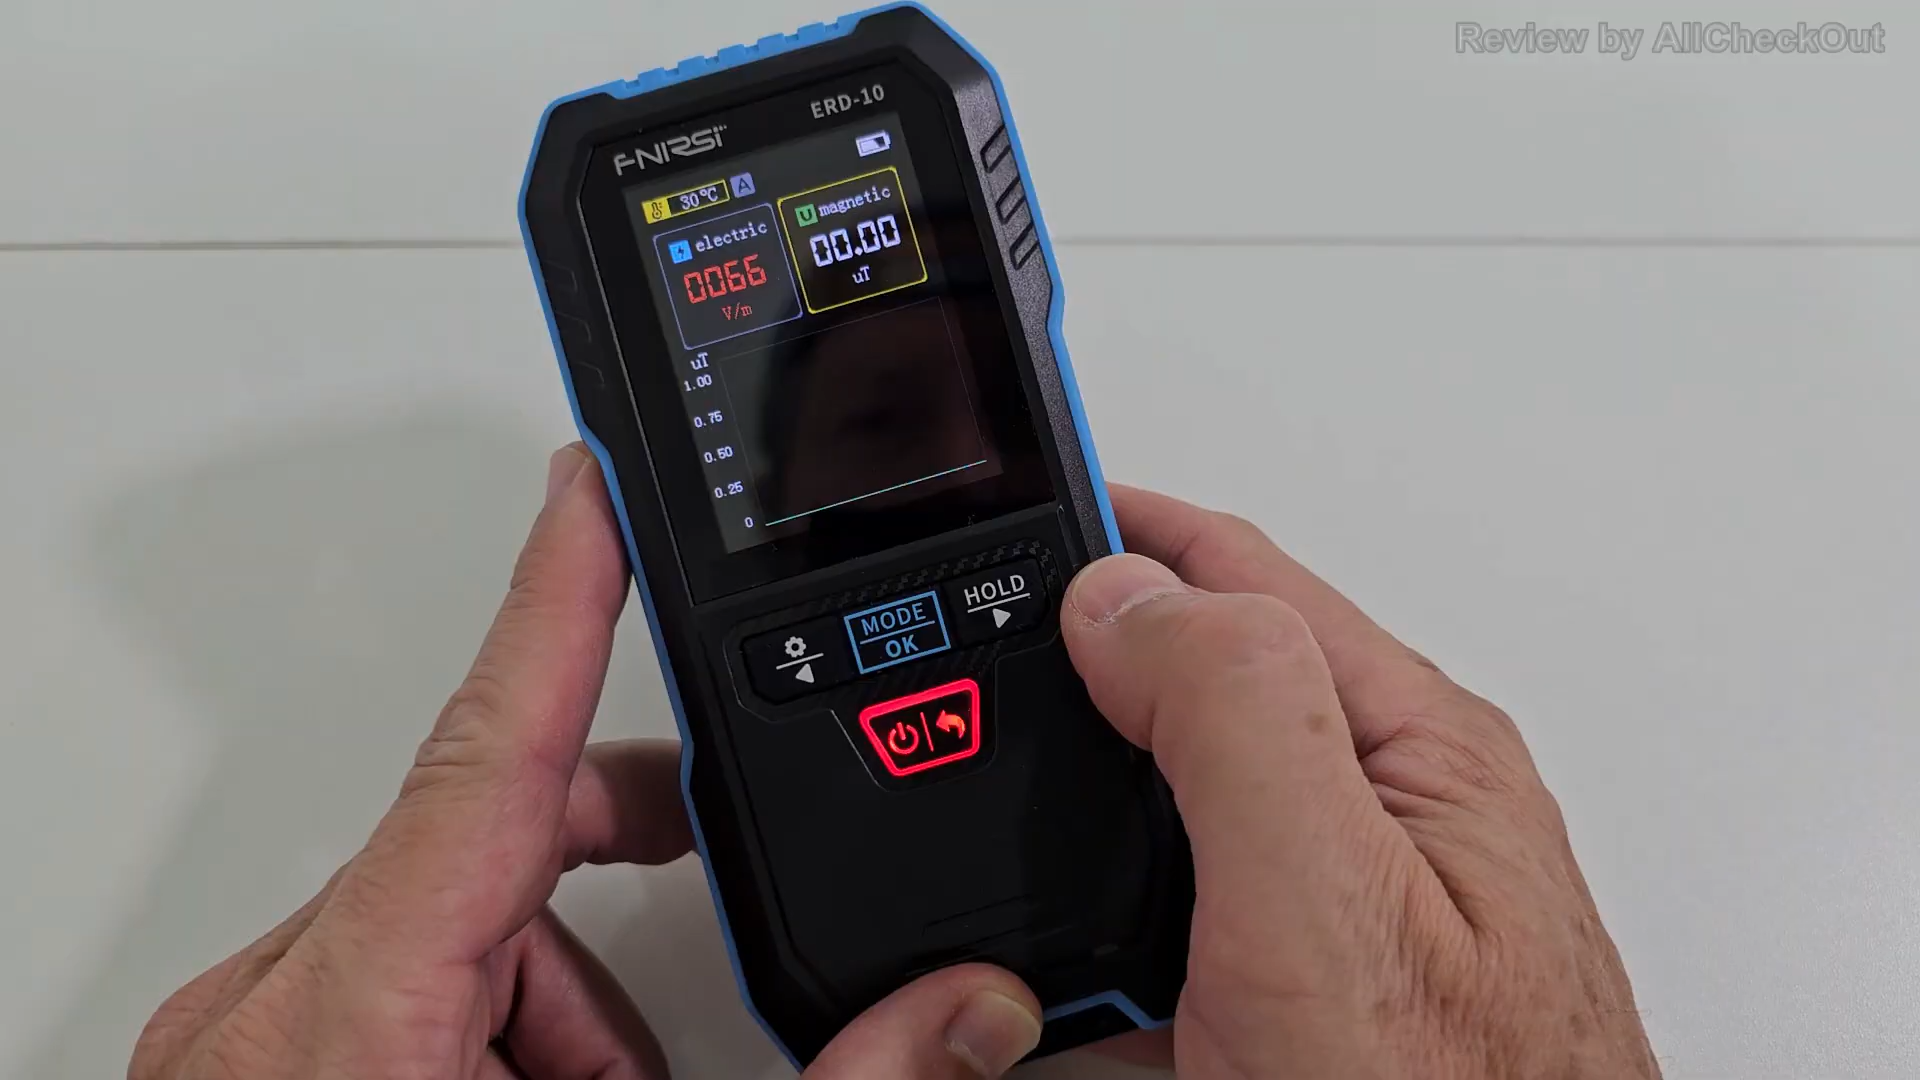 Review by AllCheckOut
ERD-10
FNIRSI
30°C A
electric
0066
V/m
magnetic
00.00
uT
uT
1.00
0.75
0.50
0.25
0
MODE
OK
HOLD